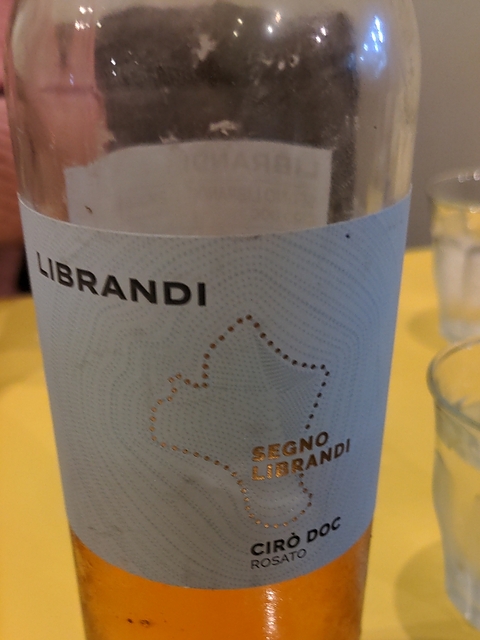 LIBRANDI
SEGNO
LIBRANDI
CIRÒ DOC
ROSATO